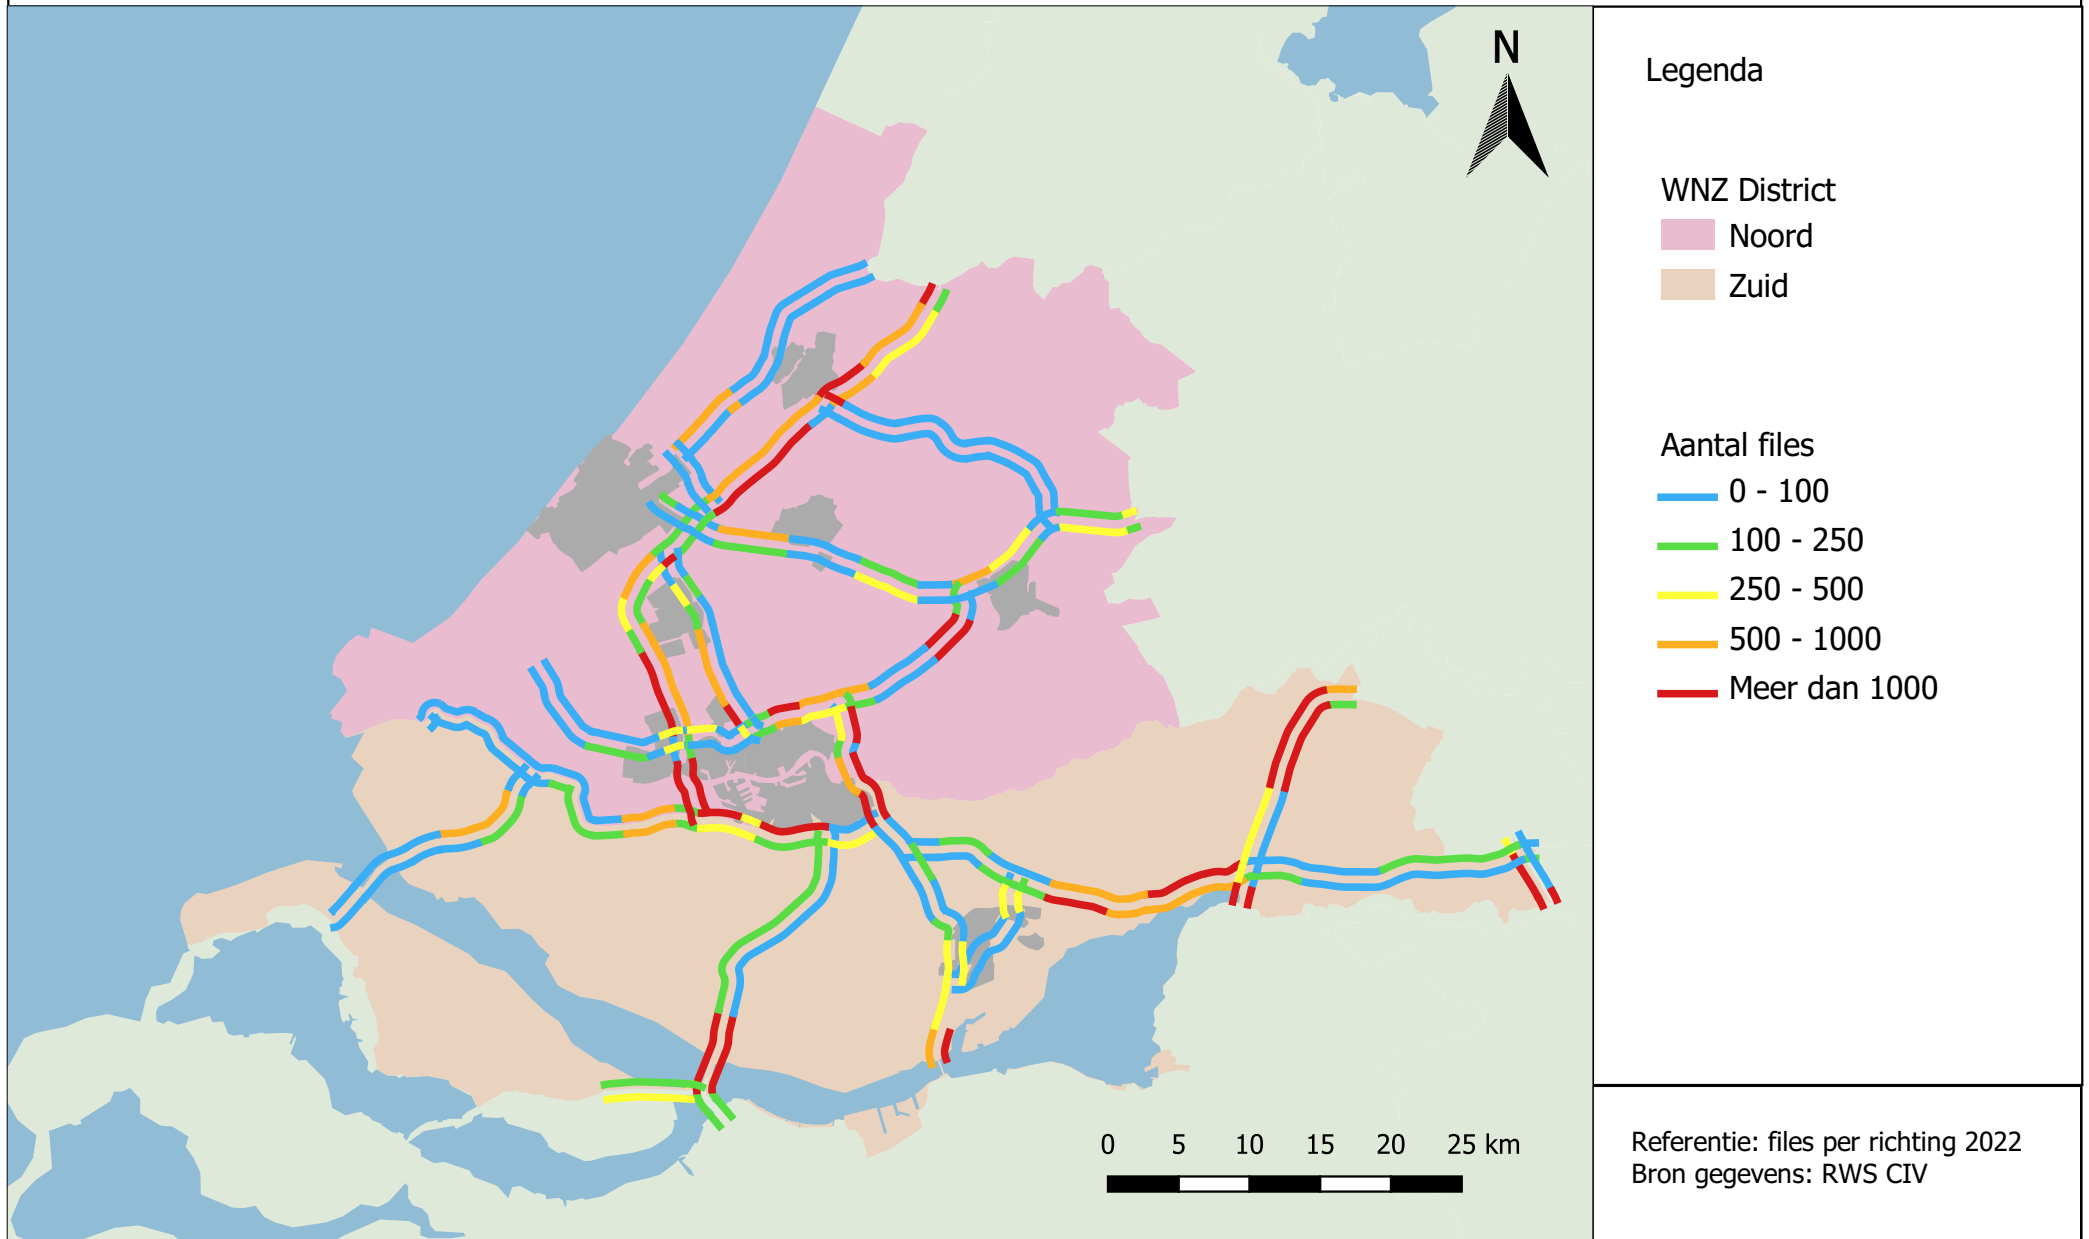 N
Legenda
WNZ District
Noord
Zuid
Aantal files
0 - 100
100 - 250
250 - 500
500 - 1000
Meer dan 1000
0 5 10 15 20 25 km
Referentie: files per richting 2022
Bron gegevens: RWS CIV